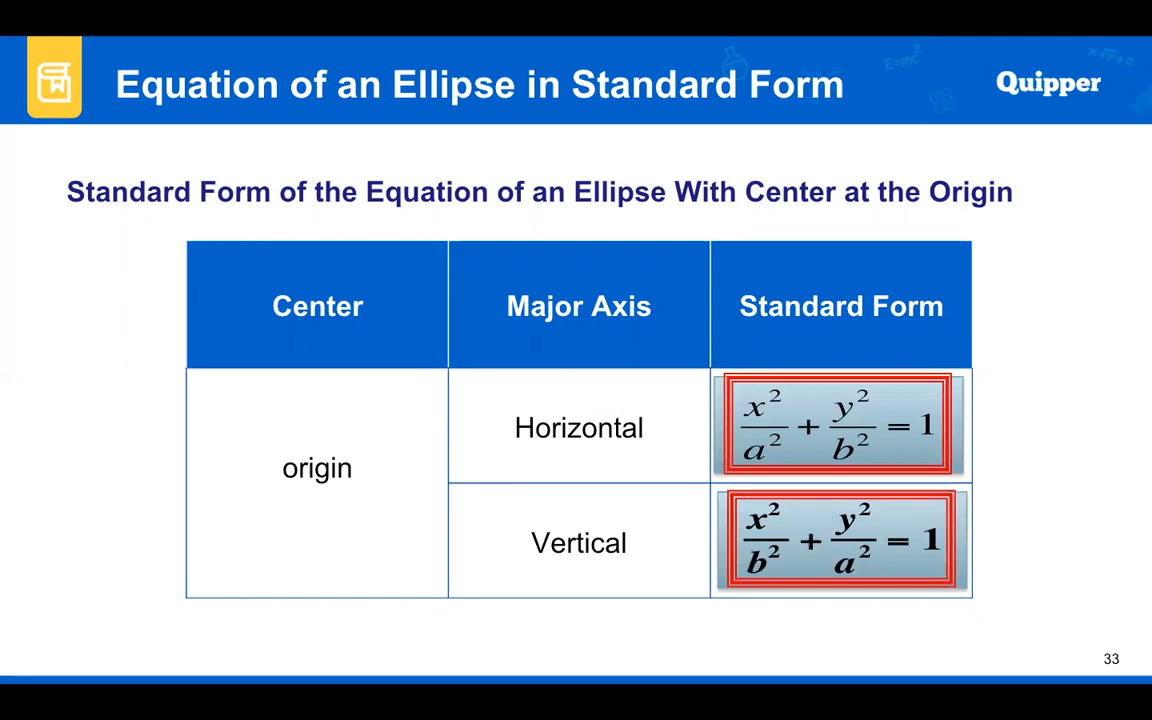 Equation of an Ellipse in Standard Form
Quipper
E=mc²
Standard Form of the Equation of an Ellipse With Center at the Origin
Center Major Axis Standard Form
origin
Horizontal x²/a² + y²/b² = 1
Vertical x²/b² + y²/a² = 1
33